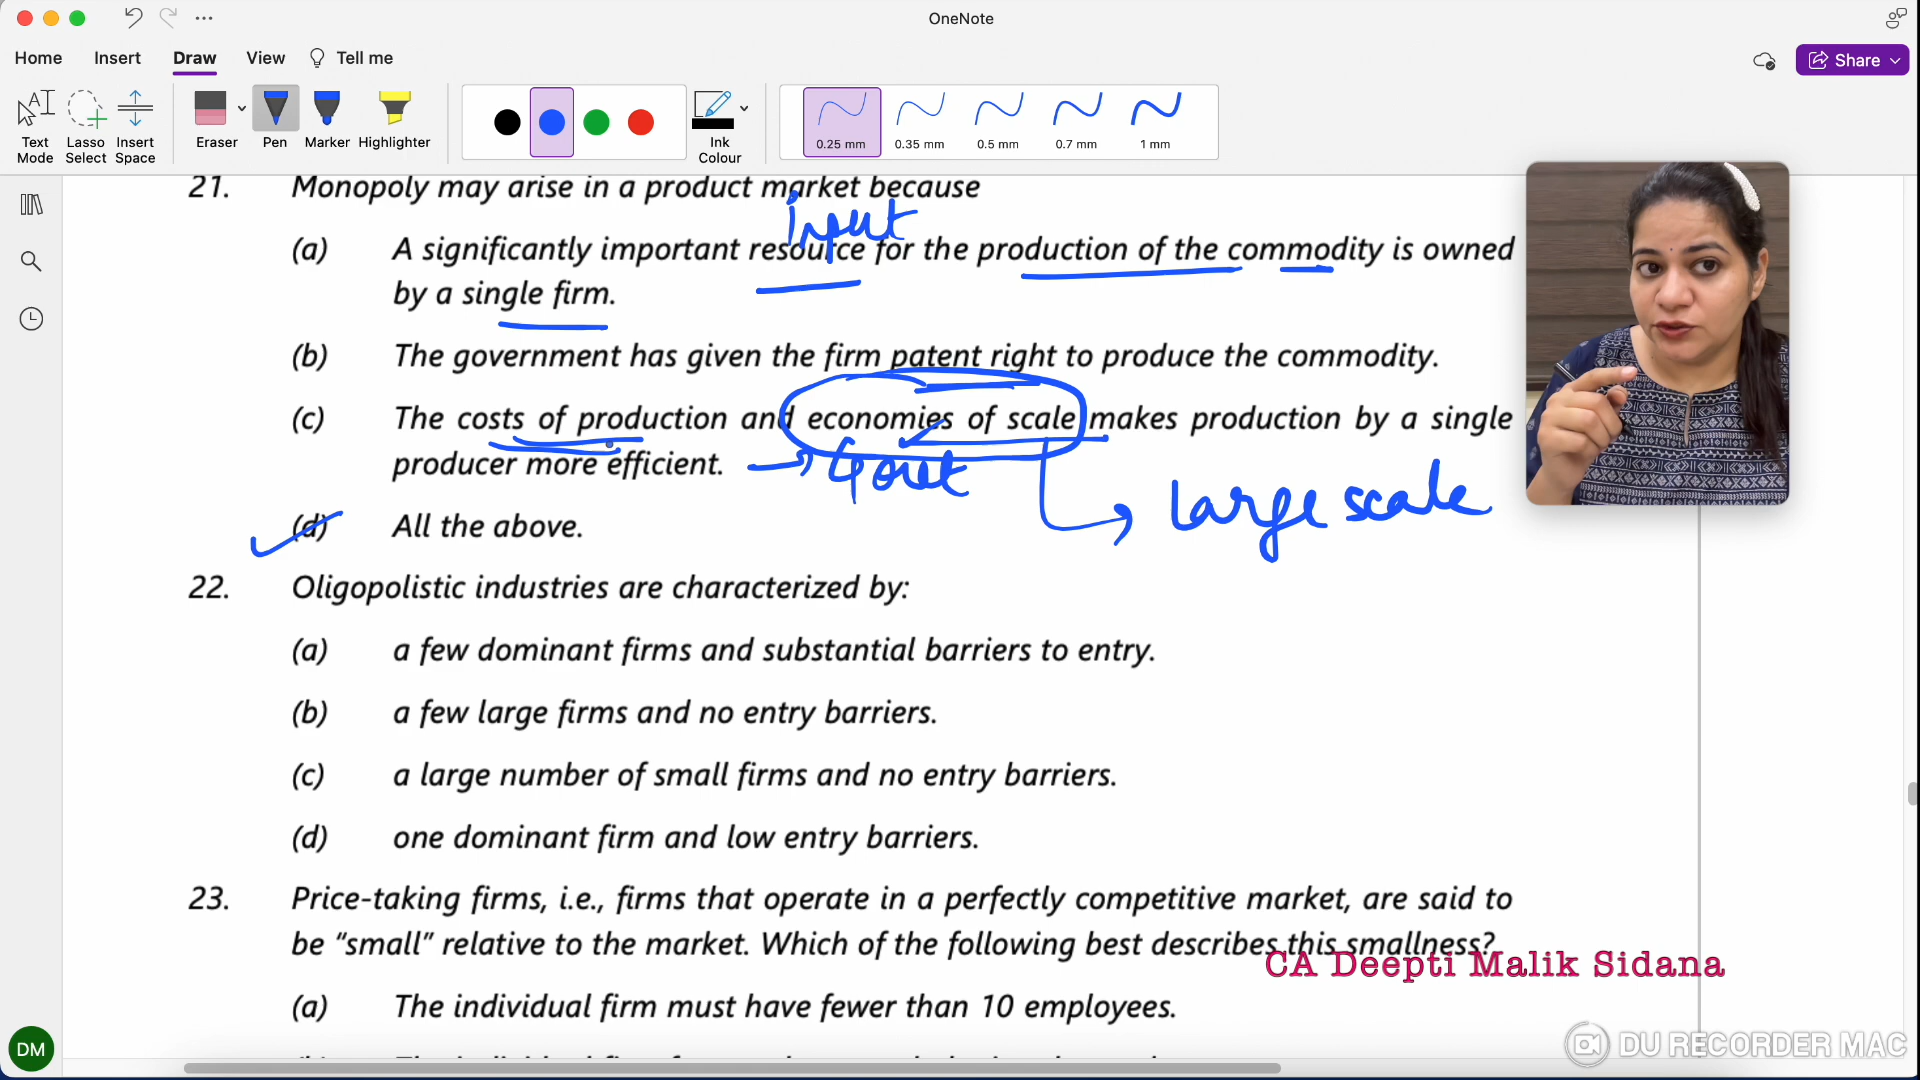 OneNote
Home Insert Draw View Tell me
Share
Text Mode
Lasso Select
Insert Space
Eraser
Pen
Marker
Highlighter
Ink Colour
0.25 mm
0.35 mm
0.5 mm
0.7 mm
1 mm
21. Monopoly may arise in a product market because
input
(a) A significantly important resource for the production of the commodity is owned
by a single firm.
(b) The government has given the firm patent right to produce the commodity.
(c) The costs of production and economies of scale makes production by a single
producer more efficient.
large scale
(d) All the above.
22. Oligopolistic industries are characterized by:
(a) a few dominant firms and substantial barriers to entry.
(b) a few large firms and no entry barriers.
(c) a large number of small firms and no entry barriers.
(d) one dominant firm and low entry barriers.
23. Price-taking firms, i.e., firms that operate in a perfectly competitive market, are said to
be “small” relative to the market. Which of the following best describes this smallness?
CA Deepti Malik Sidana
(a) The individual firm must have fewer than 10 employees.
DM
DU RECORDER MAC